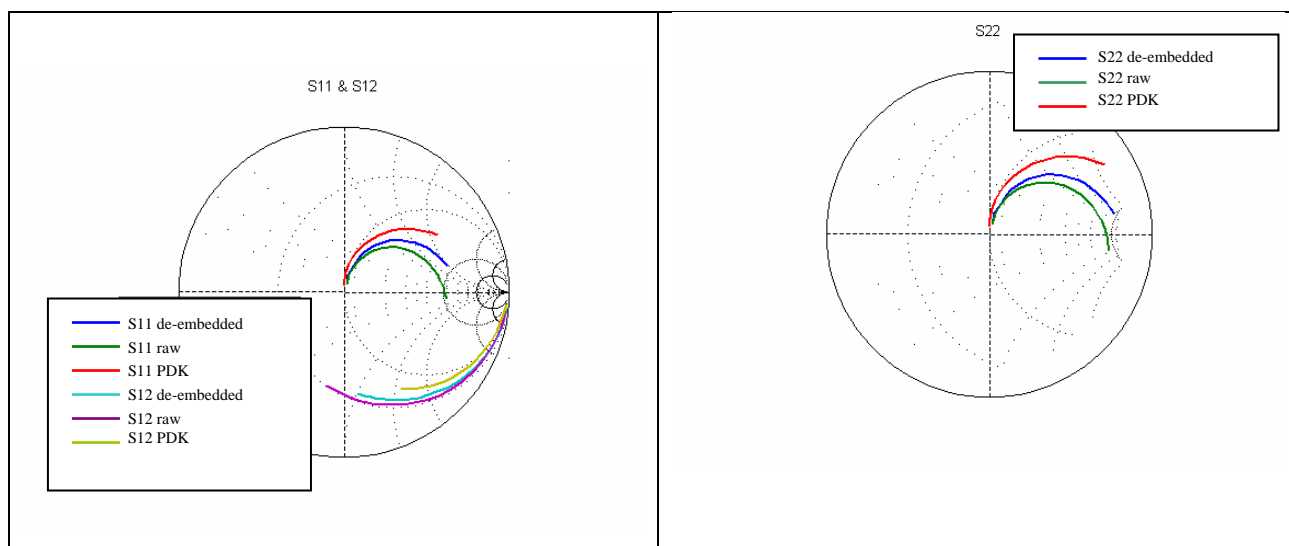 S11 & S12
S11 de-embedded
S11 raw
S11 PDK
S12 de-embedded
S12 raw
S12 PDK
S22
S22 de-embedded
S22 raw
S22 PDK